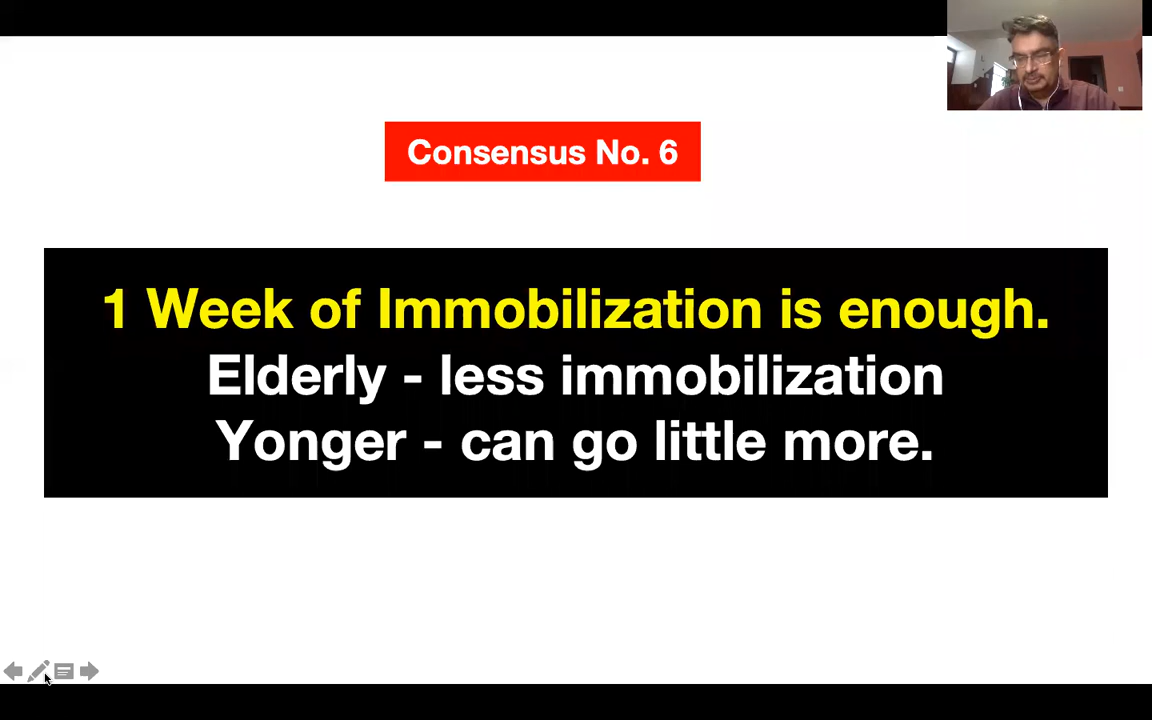 Consensus No. 6
1 Week of Immobilization is enough.
Elderly - less immobilization
Yonger - can go little more.